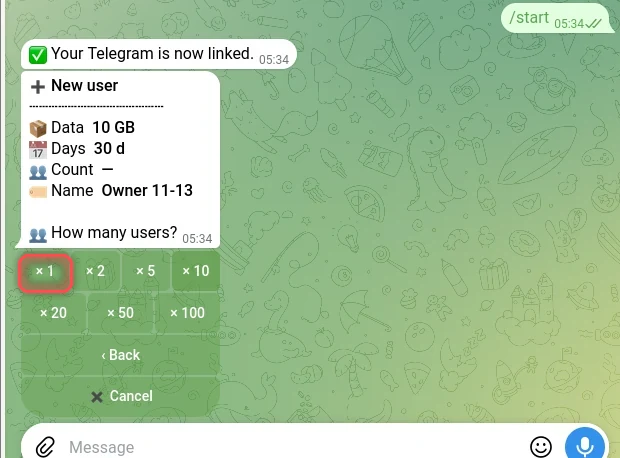 /start 05:34
✅ Your Telegram is now linked. 05:34
➕ New user
--------------------------------------------
📦 Data 10 GB
📅 Days 30 d
👥 Count —
🏷️ Name Owner 11-13
👥 How many users? 05:34
× 1 × 2 × 5 × 10
× 20 × 50 × 100
‹ Back
✖️ Cancel
Message